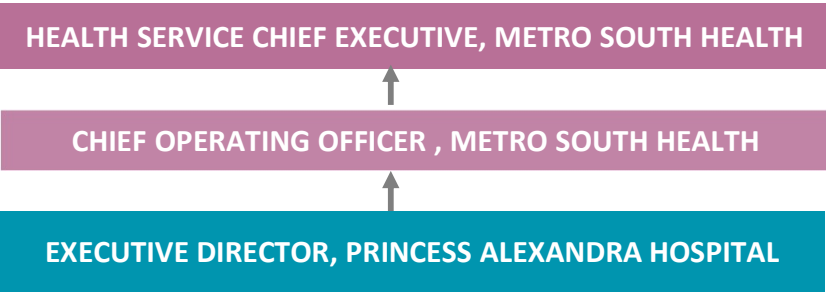 HEALTH SERVICE CHIEF EXECUTIVE, METRO SOUTH HEALTH
CHIEF OPERATING OFFICER , METRO SOUTH HEALTH
EXECUTIVE DIRECTOR, PRINCESS ALEXANDRA HOSPITAL